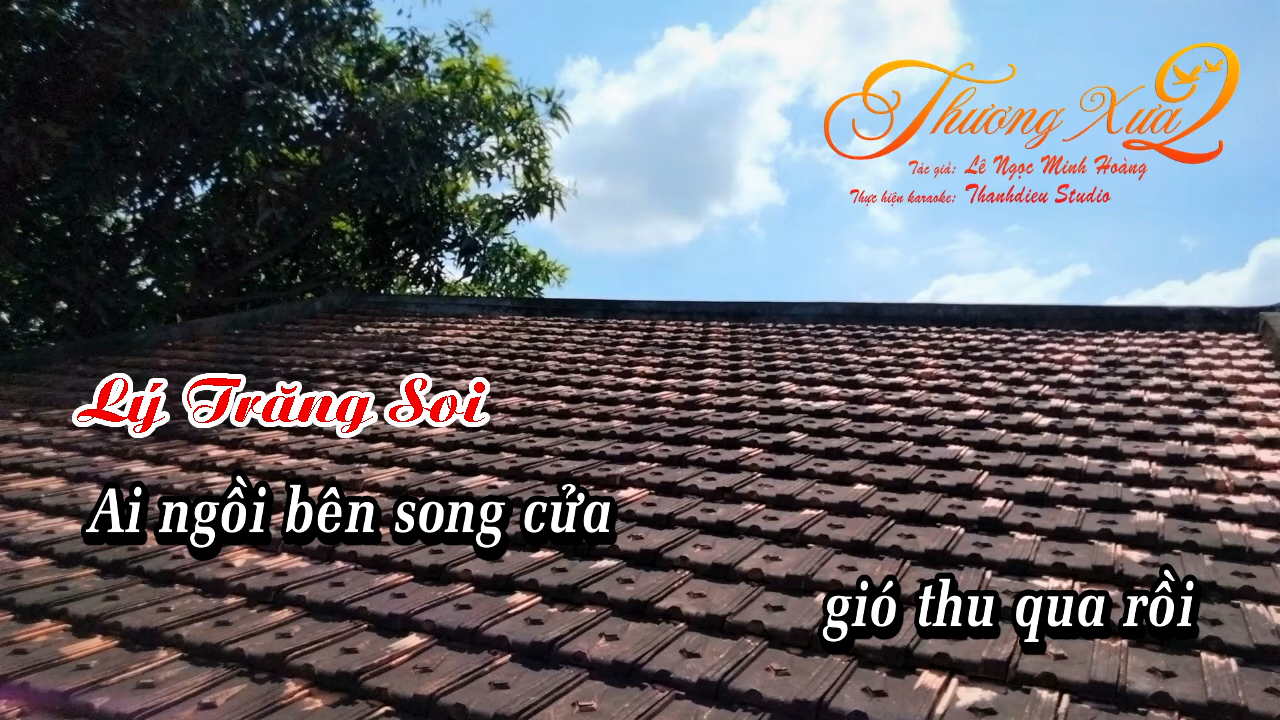 Thương Xưa 2
Tác giả: Lê Ngọc Minh Hoàng
Thực hiện karaoke: Thanhdieu Studio
Lý Trăng Soi
Ai ngồi bên song cửa
gió thu qua rồi